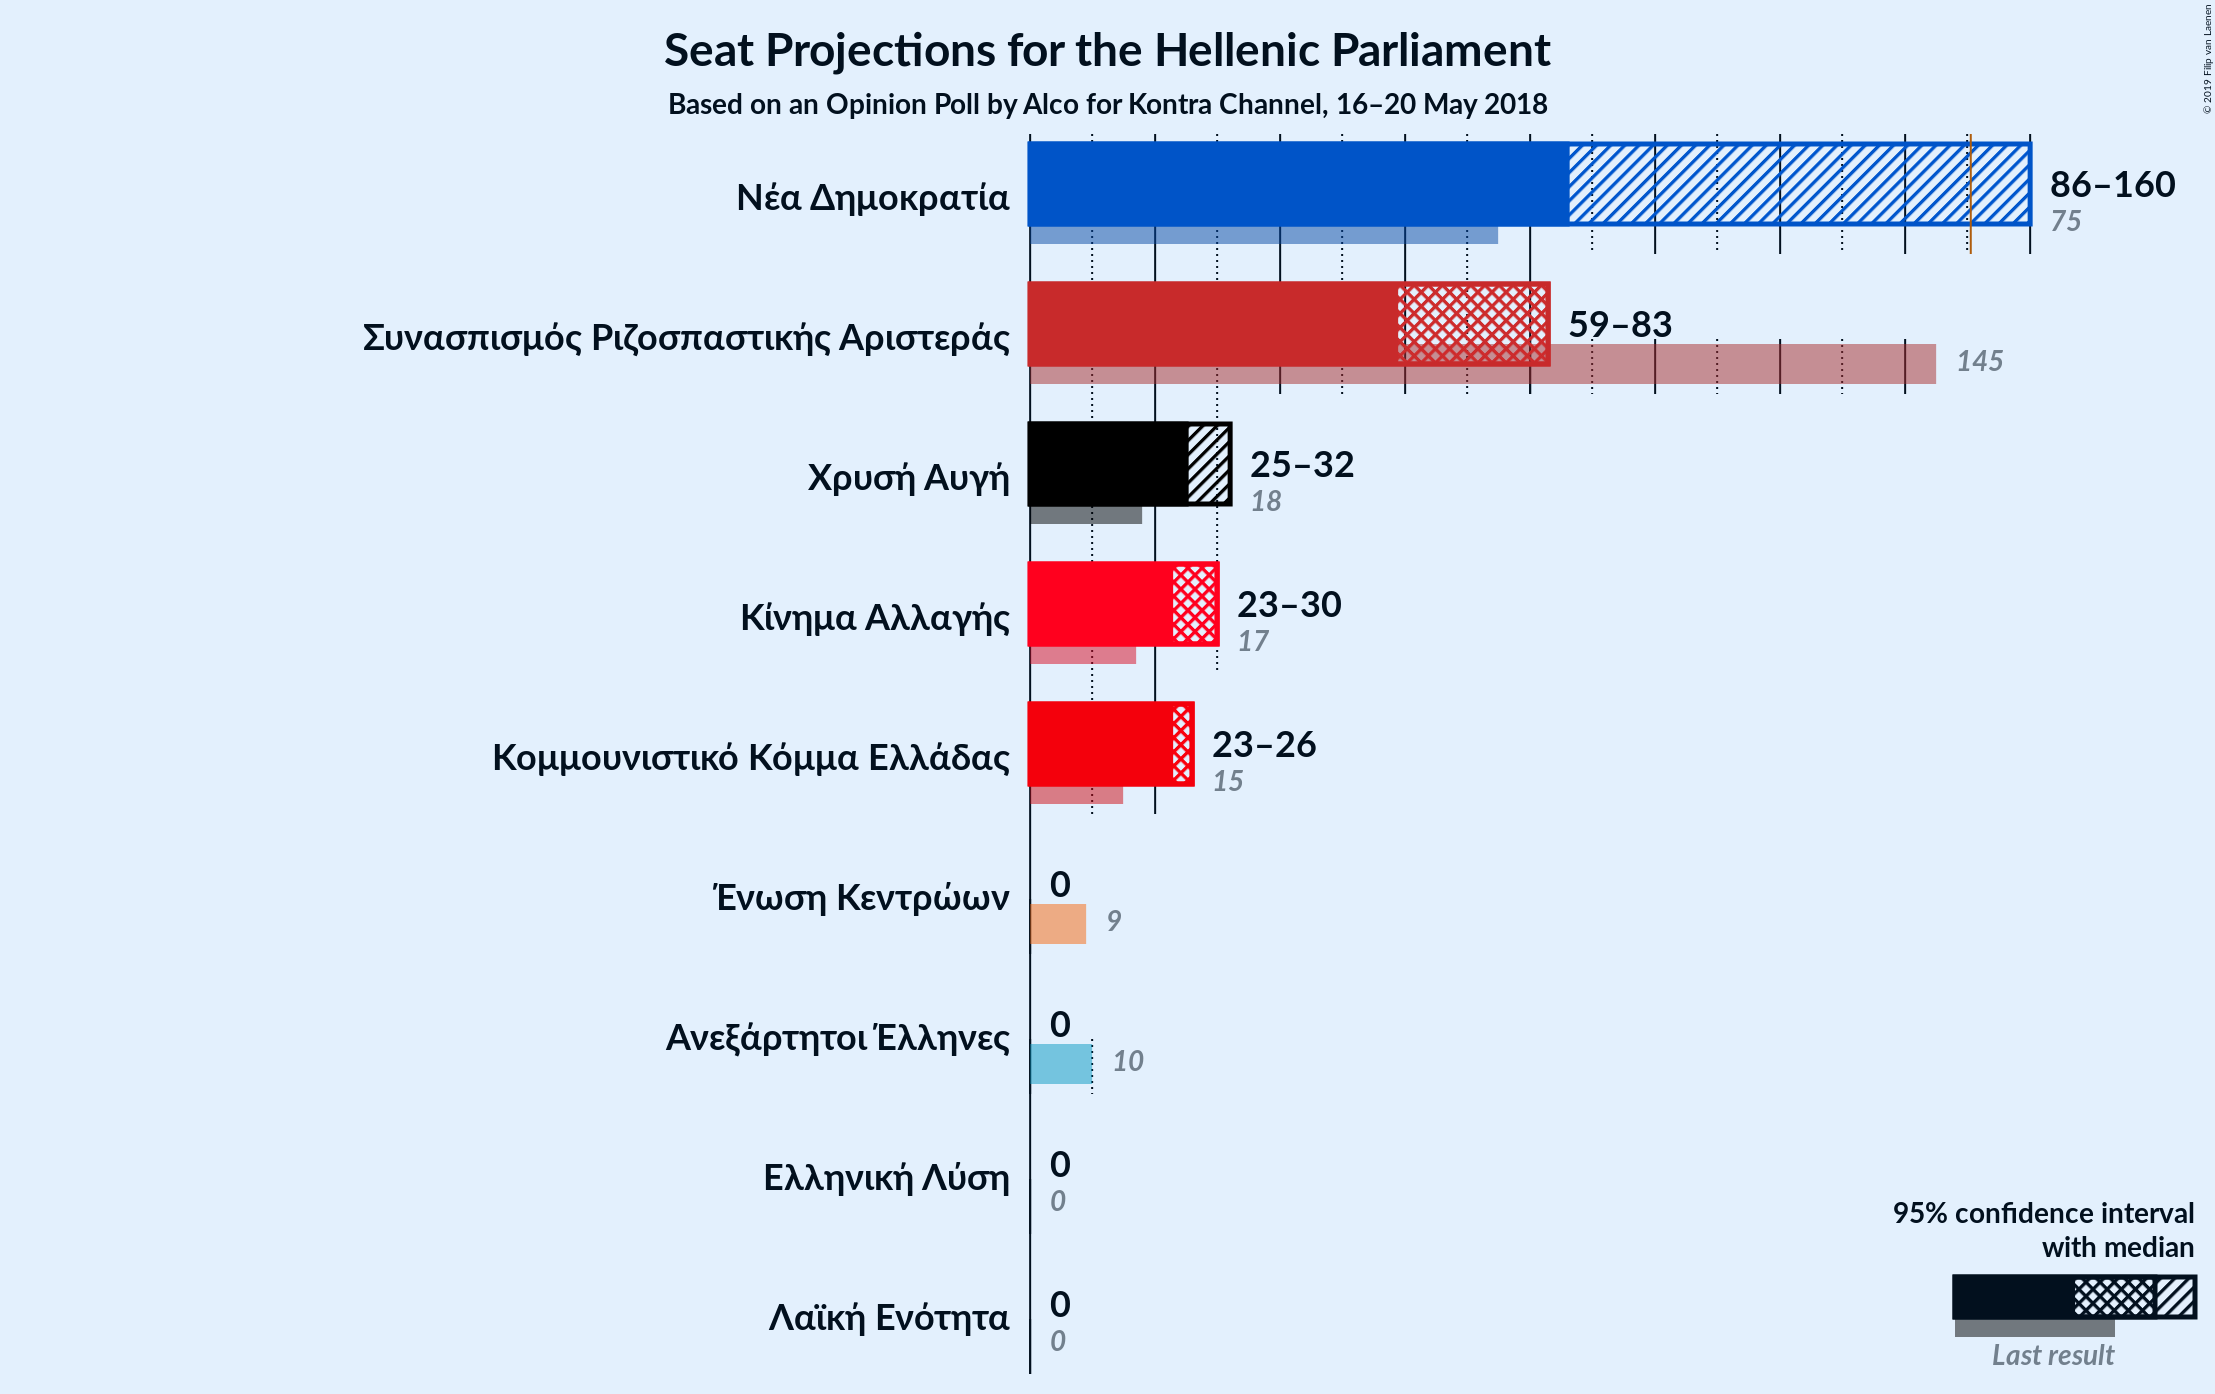 Seat Projections for the Hellenic Parliament
Based on an Opinion Poll by Alco for Kontra Channel, 16–20 May 2018
© 2019 Filip van Laenen
Νέα Δημοκρατία
86–160
75
Συνασπισμός Ριζοσπαστικής Αριστεράς
59–83
145
Χρυσή Αυγή
25–32
18
Κίνημα Αλλαγής
23–30
17
Κομμουνιστικό Κόμμα Ελλάδας
23–26
15
Ένωση Κεντρώων
0
9
Ανεξάρτητοι Έλληνες
0
10
Ελληνική Λύση
0
0
Λαϊκή Ενότητα
0
0
95% confidence interval
with median
Last result